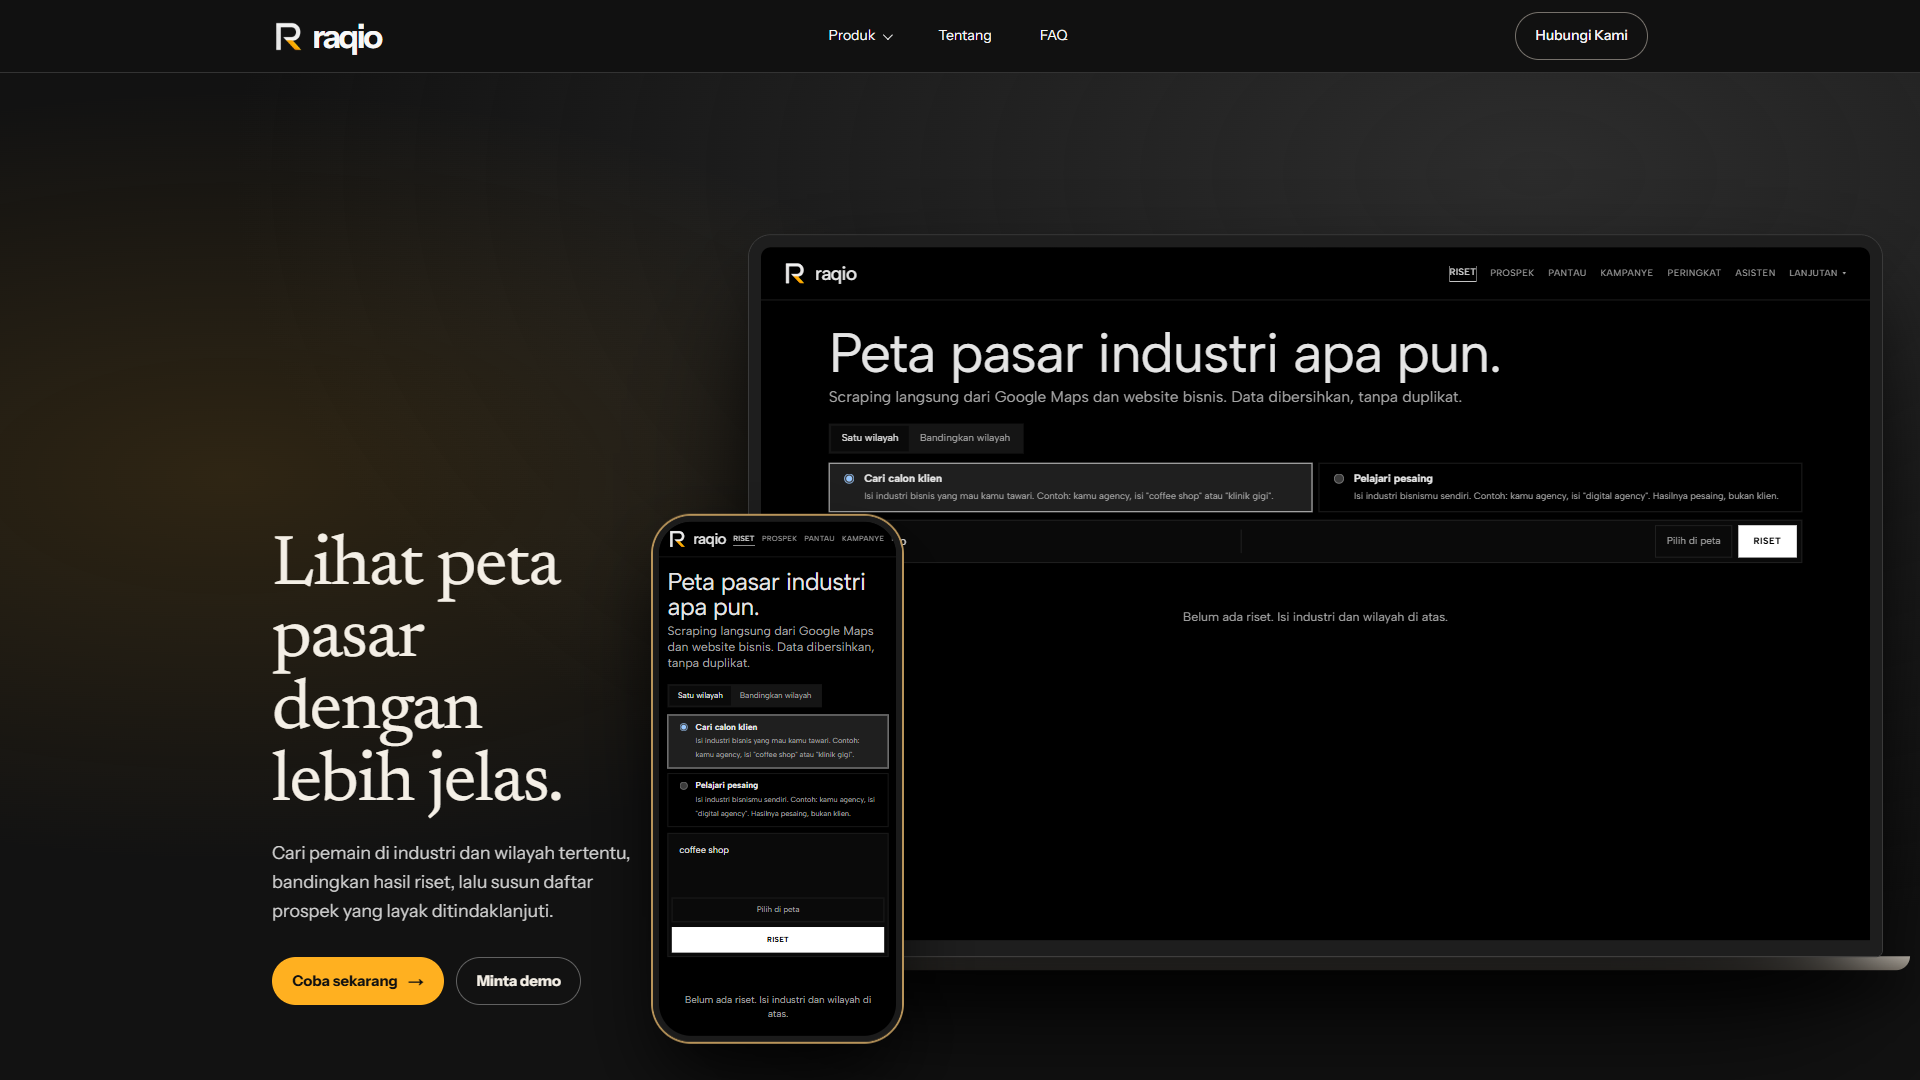 raqio
Produk
Tentang
FAQ
Hubungi Kami
Lihat peta
pasar
dengan
lebih jelas.
Cari pemain di industri dan wilayah tertentu,
bandingkan hasil riset, lalu susun daftar
prospek yang layak ditindaklanjuti.
Coba sekarang →
Minta demo
raqio
RISET
PROSPEK
PANTAU
KAMPANYE
PERINGKAT
ASISTEN
LANJUTAN
Peta pasar industri apa pun.
Scraping langsung dari Google Maps dan website bisnis. Data dibersihkan, tanpa duplikat.
Satu wilayah
Bandingkan wilayah
Cari calon klien
Isi industri bisnis yang mau kamu tawari. Contoh: kamu agency, isi "coffee shop" atau "klinik gigi".
Pelajari pesaing
Isi industri bisnismu sendiri. Contoh: kamu agency, isi "digital agency". Hasilnya pesaing, bukan klien.
Pilih di peta
RISET
Belum ada riset. Isi industri dan wilayah di atas.
raqio
RISET
PROSPEK
PANTAU
KAMPANYE
Peta pasar industri
apa pun.
Scraping langsung dari Google Maps
dan website bisnis. Data dibersihkan,
tanpa duplikat.
Satu wilayah
Bandingkan wilayah
Cari calon klien
Isi industri bisnis yang mau kamu tawari. Contoh:
kamu agency, isi "coffee shop" atau "klinik gigi".
Pelajari pesaing
Isi industri bisnismu sendiri. Contoh: kamu agency, isi
"digital agency". Hasilnya pesaing, bukan klien.
coffee shop
Pilih di peta
RISET
Belum ada riset. Isi industri dan wilayah di
atas.